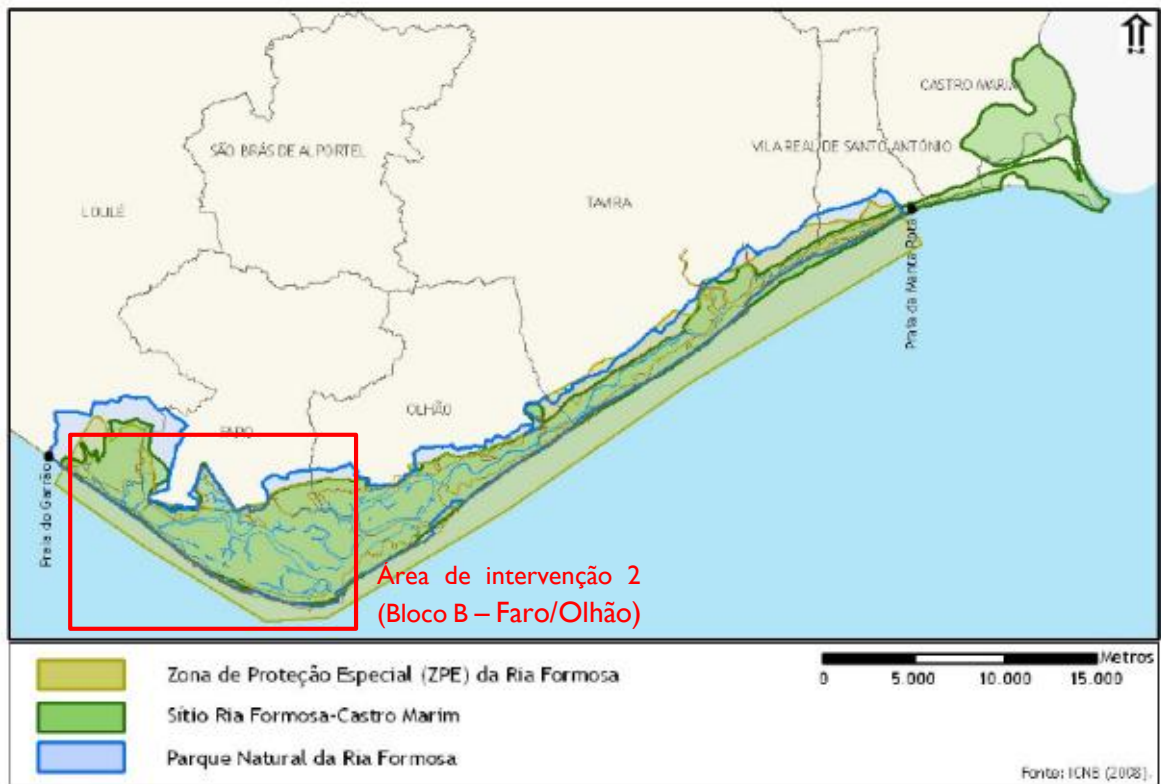 CASTRO MARIM
SÃO BRÁS DE ALPORTEL
VILA REAL DE SANTO ANTÓNIO
LOULÉ
TAVIRA
Praia da Manta Rota
OLHÃO
FARO
Praia do Garrão
Área de intervenção 2
(Bloco B – Faro/Olhão)
Zona de Proteção Especial (ZPE) da Ria Formosa
Sítio Ria Formosa-Castro Marim
Parque Natural da Ria Formosa
Metros
0 5.000 10.000 15.000
Fonte: ICNB (2008).